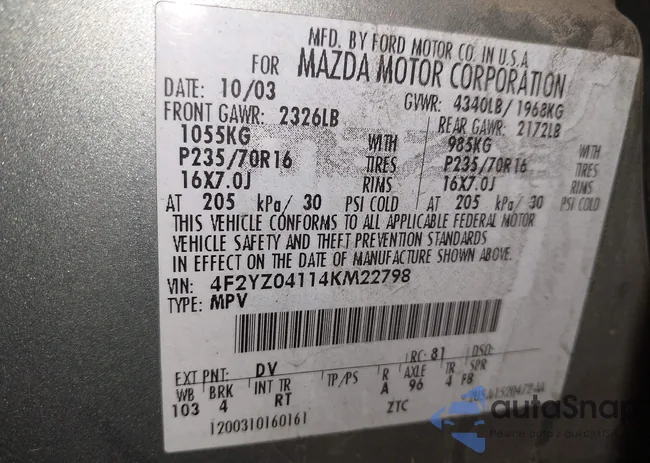 MFD. BY FORD MOTOR CO. IN U.S.A
FOR MAZDA MOTOR CORPORATION
DATE: 10/03 GVWR: 4340LB/ 1968KG
FRONT GAWR: 2326LB REAR GAWR: 2172LB
1055KG WITH 985KG WITH
P235/70R16 TIRES P235/70R16 TIRES
16X7.0J RIMS 16X7.0J RIMS
AT 205 kPa/ 30 PSI COLD AT 205 kPa/ 30 PSI COLD
THIS VEHICLE CONFORMS TO ALL APPLICABLE FEDERAL MOTOR
VEHICLE SAFETY AND THEFT PREVENTION STANDARDS
IN EFFECT ON THE DATE OF MANUFACTURE SHOWN ABOVE.
VIN: 4F2YZ04114KM22798
TYPE: MPV
EXT PNT: DV RC: 81 DSO:
WB BRK INT TR TP/PS R AXLE TR SPR
103 4 RT A 96 4 F8
1200310160161 ZTC
autaSnap